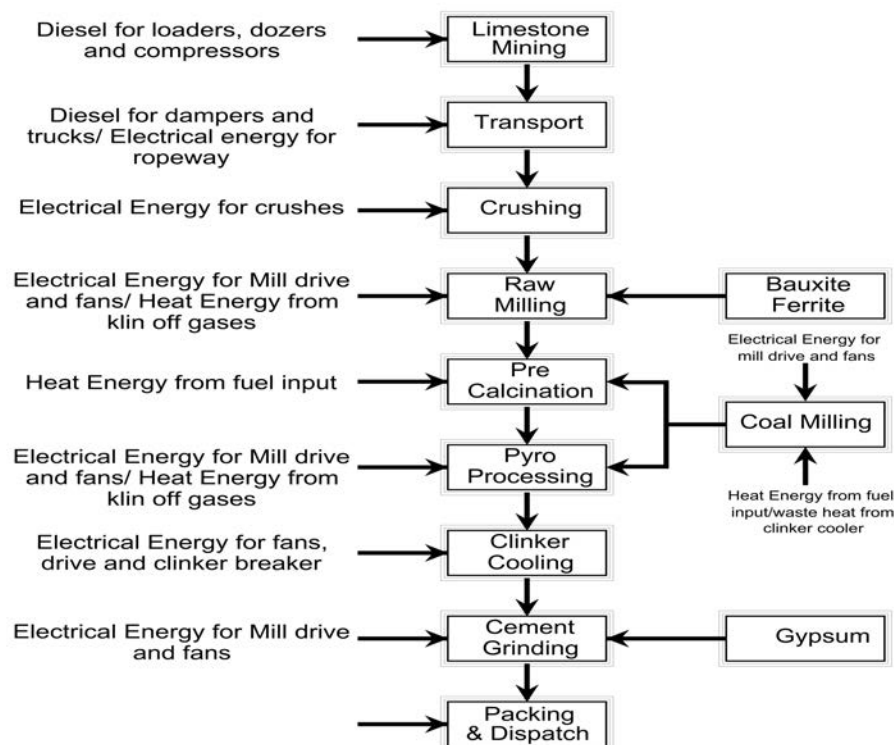 Diesel for loaders, dozers
and compressors
Limestone
Mining
Diesel for dampers and
trucks/ Electrical energy for
ropeway
Transport
Electrical Energy for crushes
Crushing
Electrical Energy for Mill drive
and fans/ Heat Energy from
klin off gases
Raw
Milling
Bauxite
Ferrite
Electrical Energy for
mill drive and fans
Heat Energy from fuel input
Pre
Calcination
Coal Milling
Electrical Energy for Mill drive
and fans/ Heat Energy from
klin off gases
Pyro
Processing
Heat Energy from fuel
input/waste heat from
clinker cooler
Electrical Energy for fans,
drive and clinker breaker
Clinker
Cooling
Electrical Energy for Mill drive
and fans
Cement
Grinding
Gypsum
Packing
& Dispatch